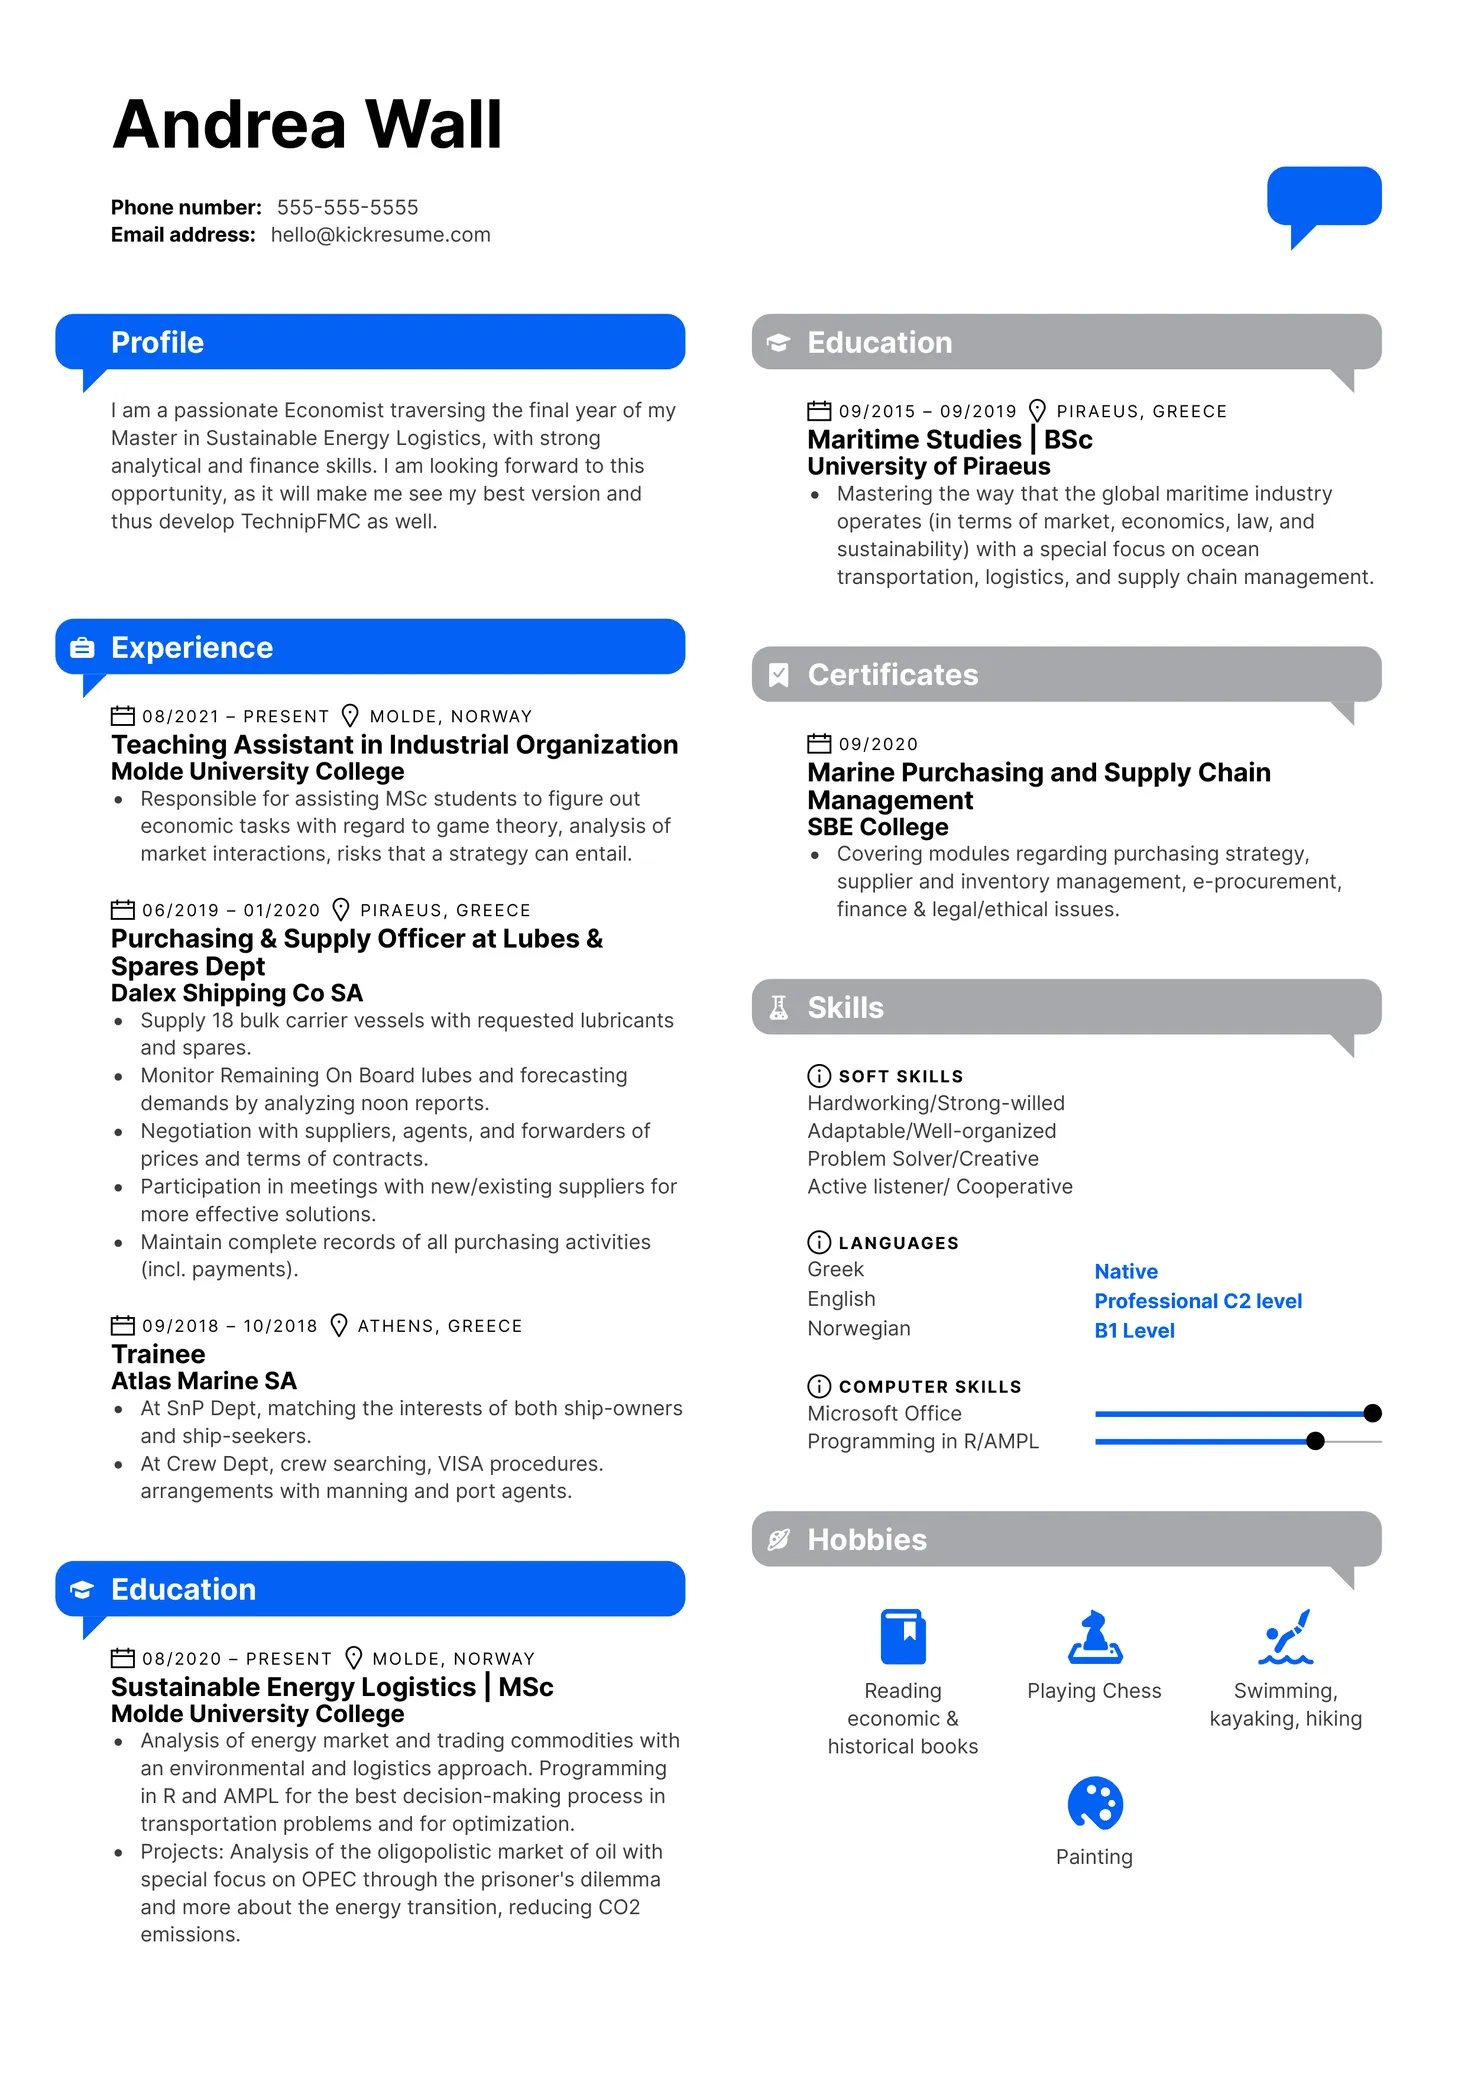 Andrea Wall
Phone number: 555-555-5555
Email address: hello@kickresume.com
Profile
I am a passionate Economist traversing the final year of my
Master in Sustainable Energy Logistics, with strong
analytical and finance skills. I am looking forward to this
opportunity, as it will make me see my best version and
thus develop TechnipFMC as well.
Experience
08/2021 – PRESENT MOLDE, NORWAY
Teaching Assistant in Industrial Organization
Molde University College
• Responsible for assisting MSc students to figure out
economic tasks with regard to game theory, analysis of
market interactions, risks that a strategy can entail.
06/2019 – 01/2020 PIRAEUS, GREECE
Purchasing & Supply Officer at Lubes &
Spares Dept
Dalex Shipping Co SA
• Supply 18 bulk carrier vessels with requested lubricants
and spares.
• Monitor Remaining On Board lubes and forecasting
demands by analyzing noon reports.
• Negotiation with suppliers, agents, and forwarders of
prices and terms of contracts.
• Participation in meetings with new/existing suppliers for
more effective solutions.
• Maintain complete records of all purchasing activities
(incl. payments).
09/2018 – 10/2018 ATHENS, GREECE
Trainee
Atlas Marine SA
• At SnP Dept, matching the interests of both ship-owners
and ship-seekers.
• At Crew Dept, crew searching, VISA procedures.
arrangements with manning and port agents.
Education
08/2020 – PRESENT MOLDE, NORWAY
Sustainable Energy Logistics | MSc
Molde University College
• Analysis of energy market and trading commodities with
an environmental and logistics approach. Programming
in R and AMPL for the best decision-making process in
transportation problems and for optimization.
• Projects: Analysis of the oligopolistic market of oil with
special focus on OPEC through the prisoner's dilemma
and more about the energy transition, reducing CO2
emissions.
Education
09/2015 – 09/2019 PIRAEUS, GREECE
Maritime Studies | BSc
University of Piraeus
• Mastering the way that the global maritime industry
operates (in terms of market, economics, law, and
sustainability) with a special focus on ocean
transportation, logistics, and supply chain management.
Certificates
09/2020
Marine Purchasing and Supply Chain
Management
SBE College
• Covering modules regarding purchasing strategy,
supplier and inventory management, e-procurement,
finance & legal/ethical issues.
Skills
SOFT SKILLS
Hardworking/Strong-willed
Adaptable/Well-organized
Problem Solver/Creative
Active listener/ Cooperative
LANGUAGES
Greek Native
English Professional C2 level
Norwegian B1 Level
COMPUTER SKILLS
Microsoft Office
Programming in R/AMPL
Hobbies
Reading
economic &
historical books
Playing Chess
Swimming,
kayaking, hiking
Painting